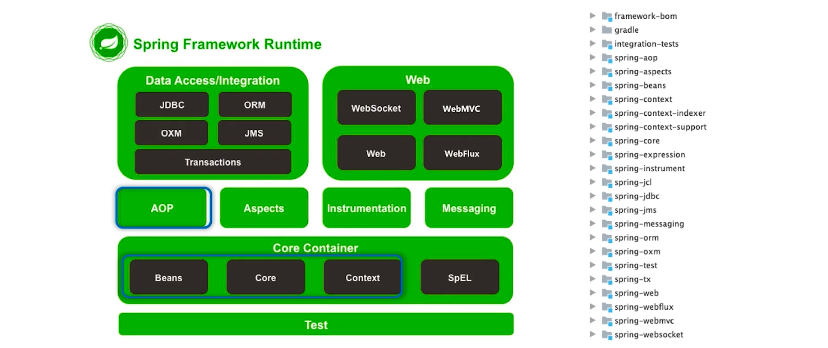 Spring Framework Runtime
Data Access/Integration
JDBC
ORM
OXM
JMS
Transactions
Web
WebSocket
WebMVC
Web
WebFlux
AOP
Aspects
Instrumentation
Messaging
Core Container
Beans
Core
Context
SpEL
Test
framework-bom
gradle
integration-tests
spring-aop
spring-aspects
spring-beans
spring-context
spring-context-indexer
spring-context-support
spring-core
spring-expression
spring-instrument
spring-jcl
spring-jdbc
spring-jms
spring-messaging
spring-orm
spring-oxm
spring-test
spring-tx
spring-web
spring-webflux
spring-webmvc
spring-websocket